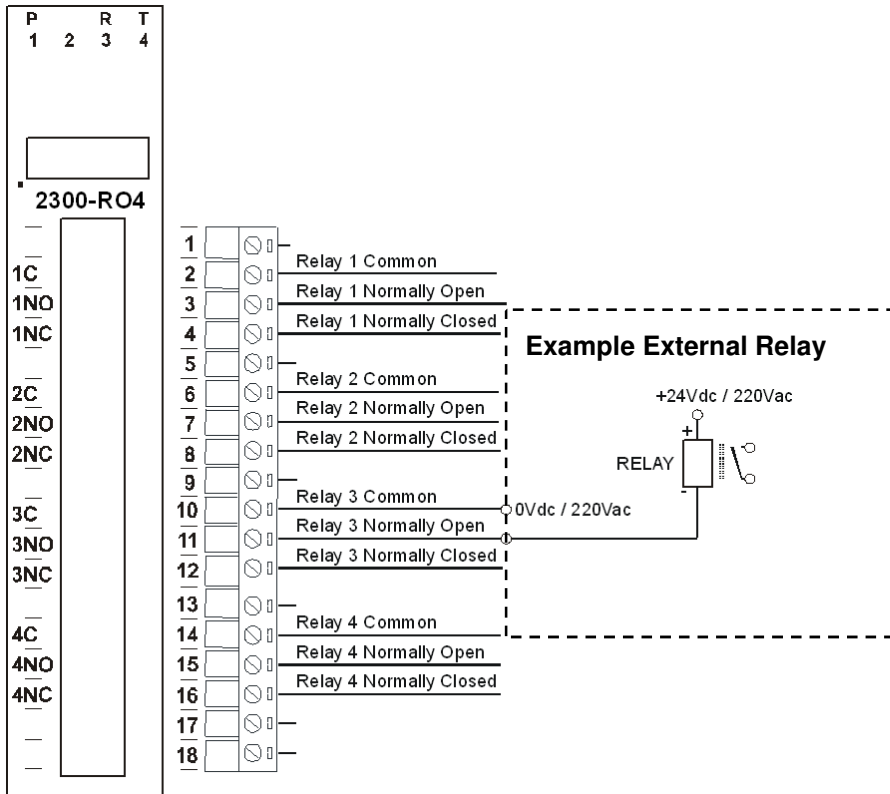 P R T
1 2 3 4
2300-RO4
1C
1NO
1NC
2C
2NO
2NC
3C
3NO
3NC
4C
4NO
4NC
1
2 Relay 1 Common
3 Relay 1 Normally Open
4 Relay 1 Normally Closed
5
6 Relay 2 Common
7 Relay 2 Normally Open
8 Relay 2 Normally Closed
9
10 Relay 3 Common
11 Relay 3 Normally Open
12 Relay 3 Normally Closed
13
14 Relay 4 Common
15 Relay 4 Normally Open
16 Relay 4 Normally Closed
17
18
Example External Relay
+24Vdc / 220Vac
+
RELAY
-
0Vdc / 220Vac